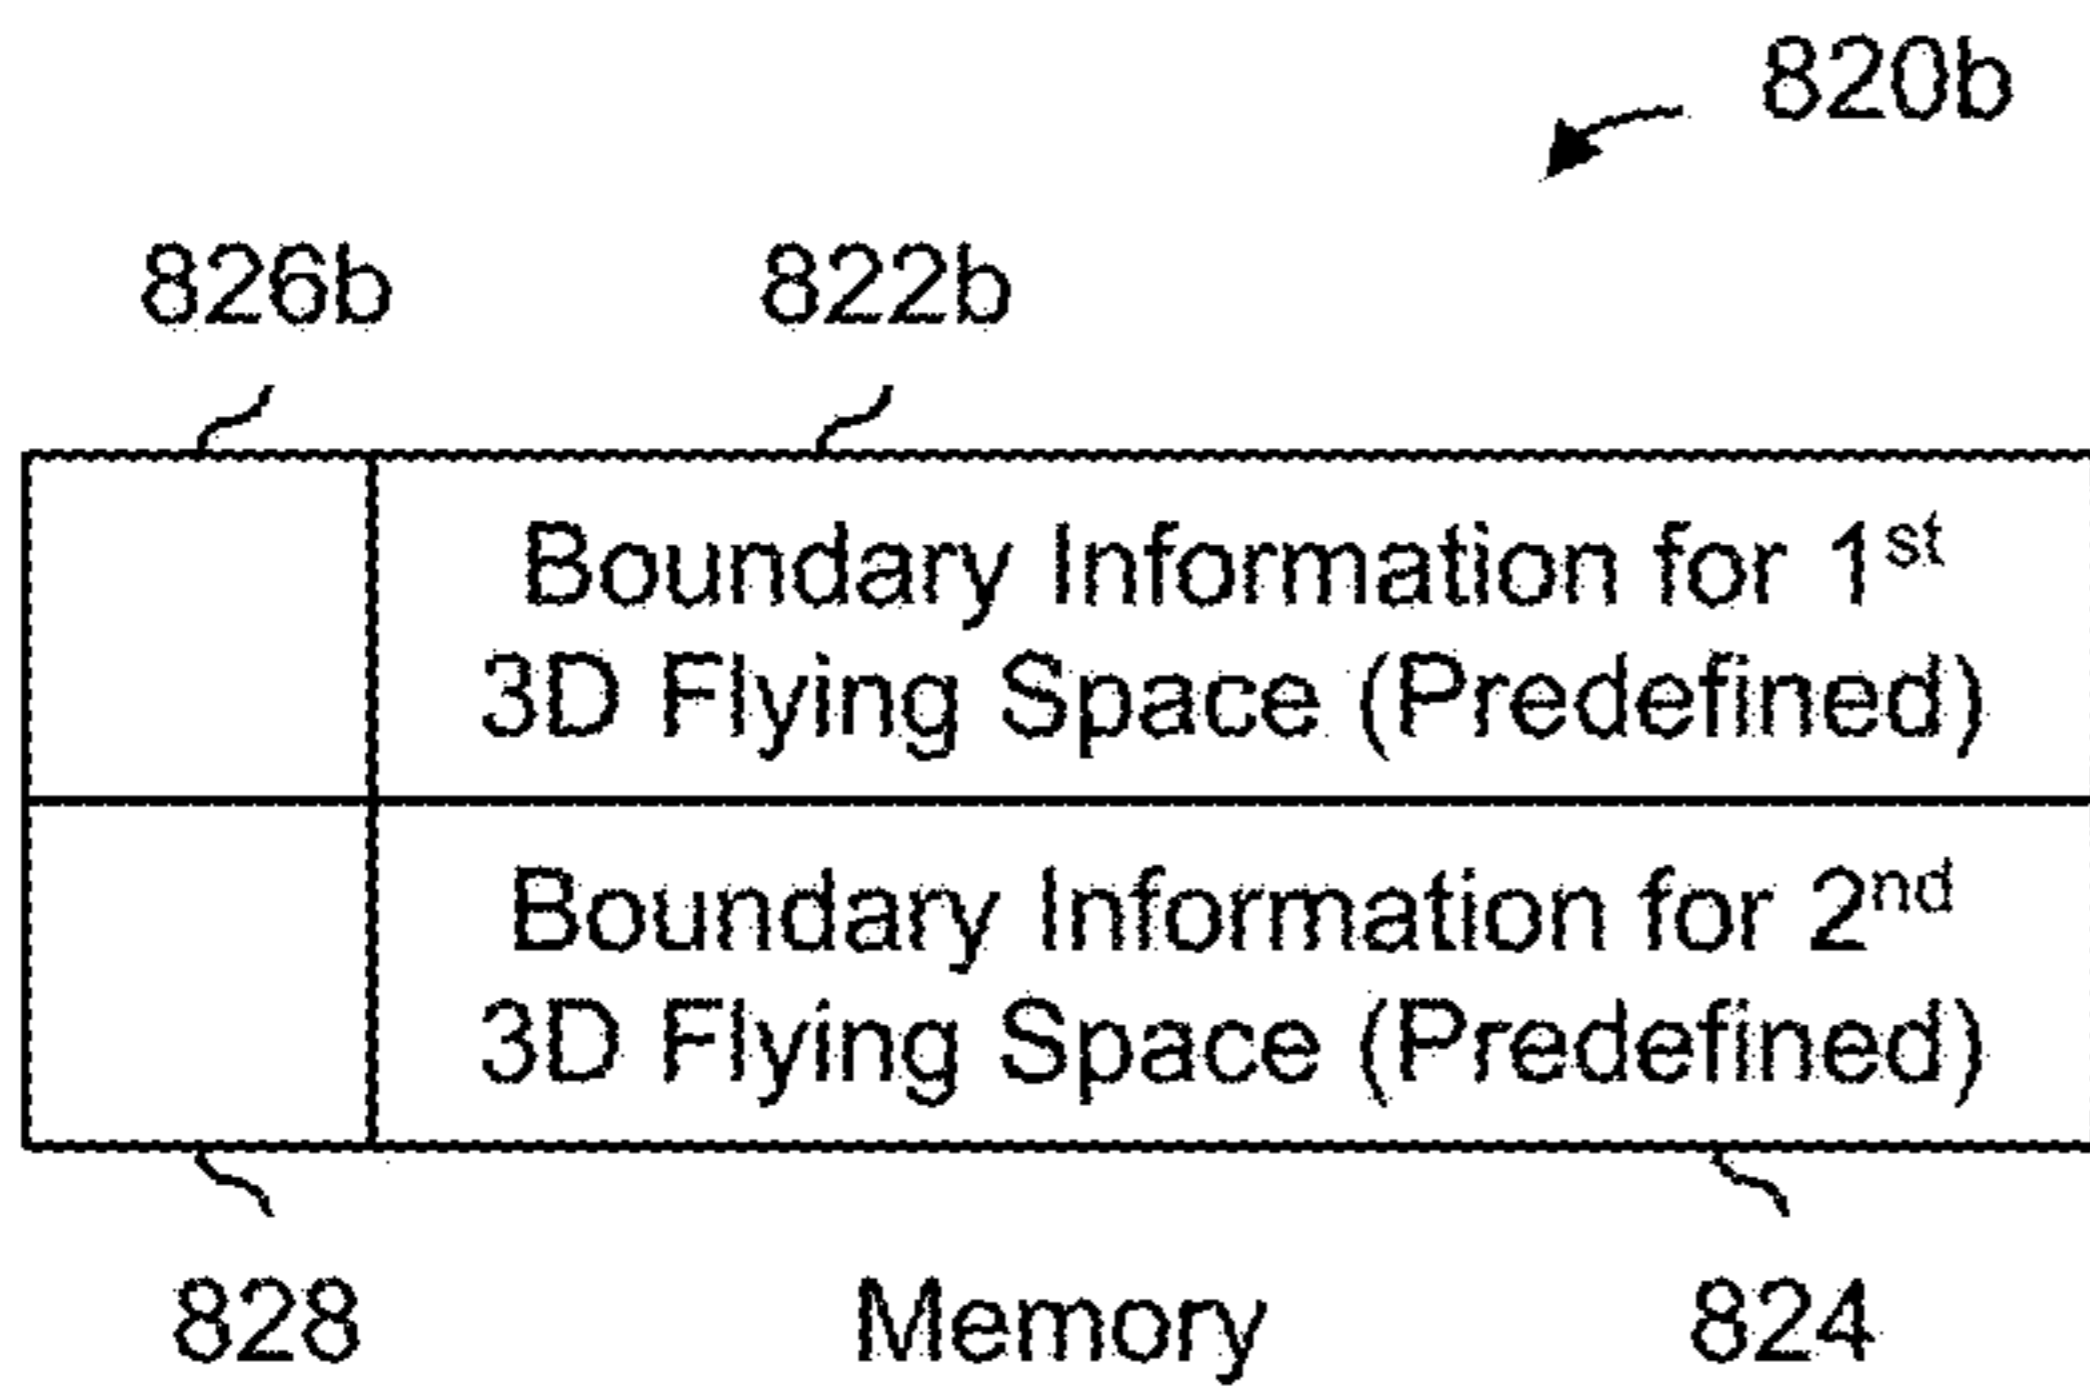 820b
826b 822b
Boundary Information for 1st
3D Flying Space (Predefined)
Boundary Information for 2nd
3D Flying Space (Predefined)
828 Memory 824